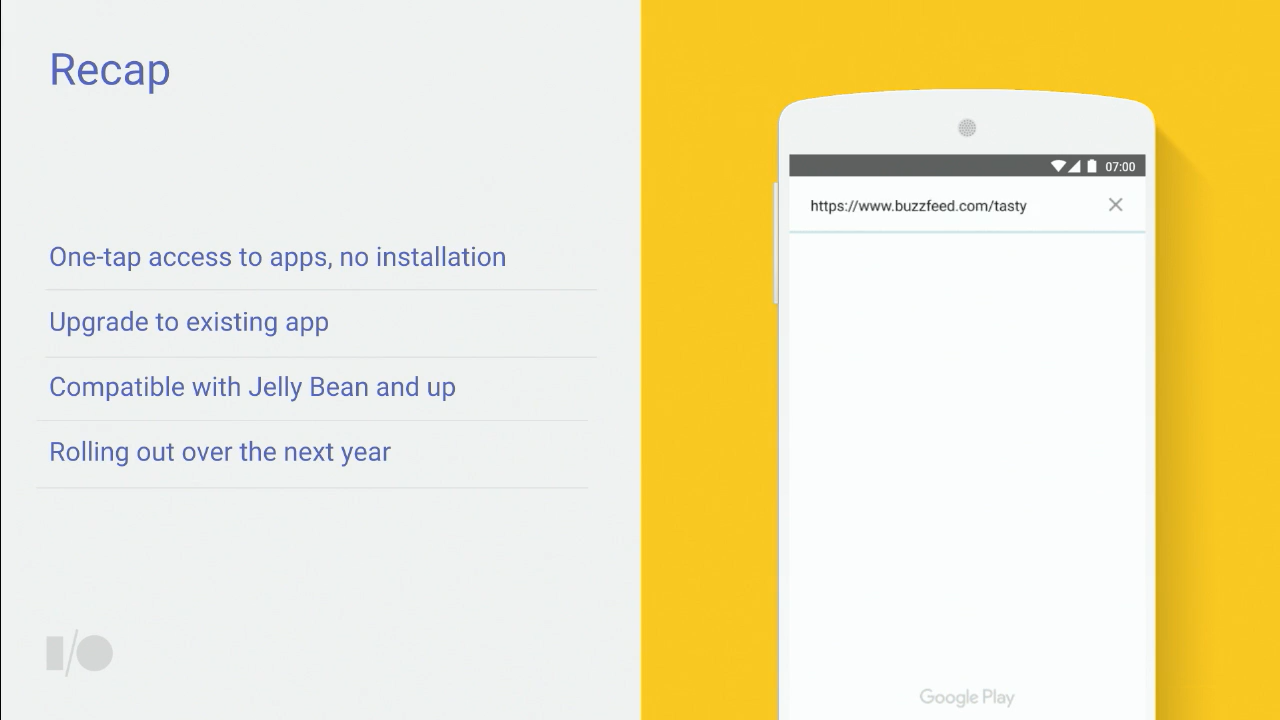 Recap
One-tap access to apps, no installation
Upgrade to existing app
Compatible with Jelly Bean and up
Rolling out over the next year
I/O
07:00
https://www.buzzfeed.com/tasty
Google Play